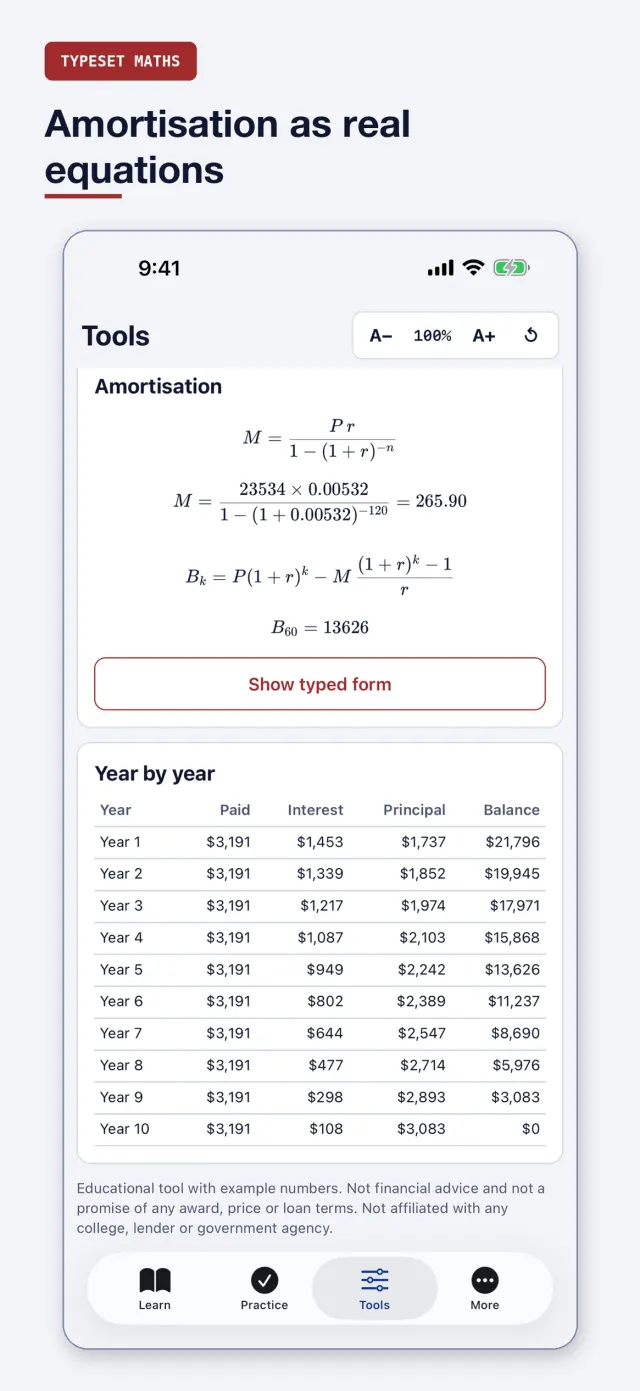 TYPESET MATHS
Amortisation as real
equations
9:41
Tools
A− 100% A+
Amortisation
M = \frac{P r}{1 − (1 + r)^{−n}}
M = \frac{23534 × 0.00532}{1 − (1 + 0.00532)^{−120}} = 265.90
B_k = P(1 + r)^k − M \frac{(1 + r)^k − 1}{r}
B_{60} = 13626
Show typed form
Year by year
Year Paid Interest Principal Balance
Year 1 $3,191 $1,453 $1,737 $21,796
Year 2 $3,191 $1,339 $1,852 $19,945
Year 3 $3,191 $1,217 $1,974 $17,971
Year 4 $3,191 $1,087 $2,103 $15,868
Year 5 $3,191 $949 $2,242 $13,626
Year 6 $3,191 $802 $2,389 $11,237
Year 7 $3,191 $644 $2,547 $8,690
Year 8 $3,191 $477 $2,714 $5,976
Year 9 $3,191 $298 $2,893 $3,083
Year 10 $3,191 $108 $3,083 $0
Educational tool with example numbers. Not financial advice and not a
promise of any award, price or loan terms. Not affiliated with any
college, lender or government agency.
Learn Practice Tools More